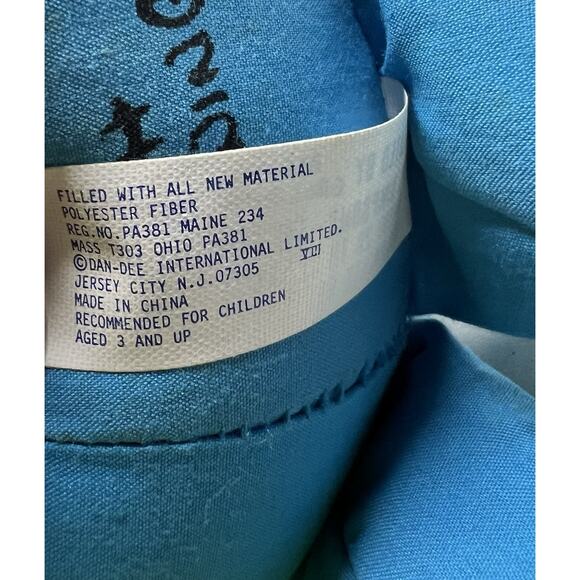 FILLED WITH ALL NEW MATERIAL
POLYESTER FIBER
REG.NO.PA381 MAINE 234
MASS T303 OHIO PA381
©DAN-DEE INTERNATIONAL LIMITED.
JERSEY CITY N.J.07305 VII
MADE IN CHINA
RECOMMENDED FOR CHILDREN
AGED 3 AND UP